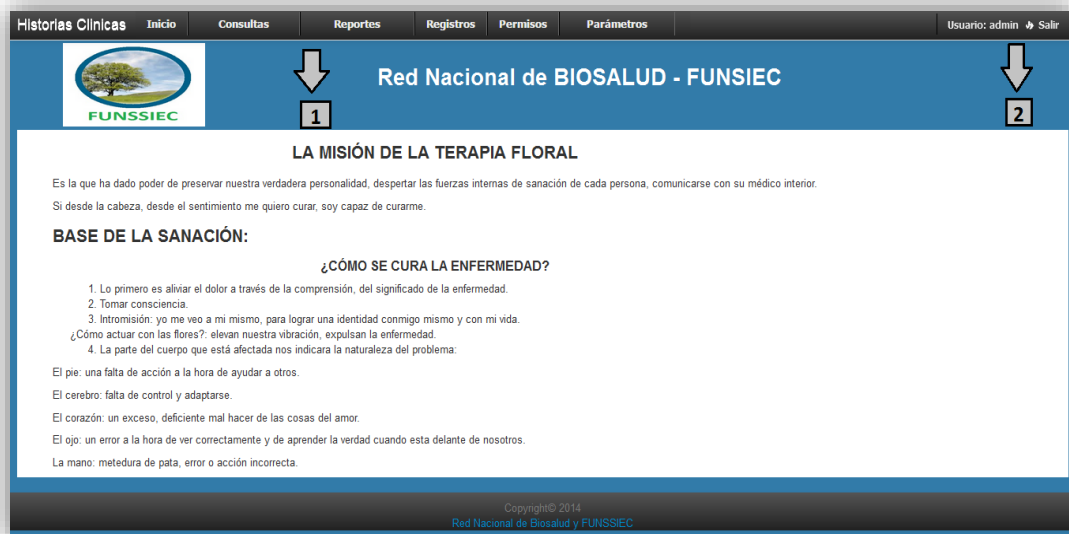 Historias Clinicas Inicio Consultas Reportes Registros Permisos Parámetros Usuario: admin Salir
FUNSSIEC
1
Red Nacional de BIOSALUD - FUNSIEC
2
LA MISIÓN DE LA TERAPIA FLORAL
Es la que ha dado poder de preservar nuestra verdadera personalidad, despertar las fuerzas internas de sanación de cada persona, comunicarse con su médico interior.
Si desde la cabeza, desde el sentimiento me quiero curar, soy capaz de curarme.
BASE DE LA SANACIÓN:
¿CÓMO SE CURA LA ENFERMEDAD?
1. Lo primero es aliviar el dolor a través de la comprensión, del significado de la enfermedad.
2. Tomar consciencia.
3. Intromisión: yo me veo a mi mismo, para lograr una identidad conmigo mismo y con mi vida.
¿Cómo actuar con las flores?: elevan nuestra vibración, expulsan la enfermedad.
4. La parte del cuerpo que está afectada nos indicara la naturaleza del problema:
El pie: una falta de acción a la hora de ayudar a otros.
El cerebro: falta de control y adaptarse.
El corazón: un exceso, deficiente mal hacer de las cosas del amor.
El ojo: un error a la hora de ver correctamente y de aprender la verdad cuando esta delante de nosotros.
La mano: metedura de pata, error o acción incorrecta.
Copyright© 2014
Red Nacional de Biosalud y FUNSSIEC